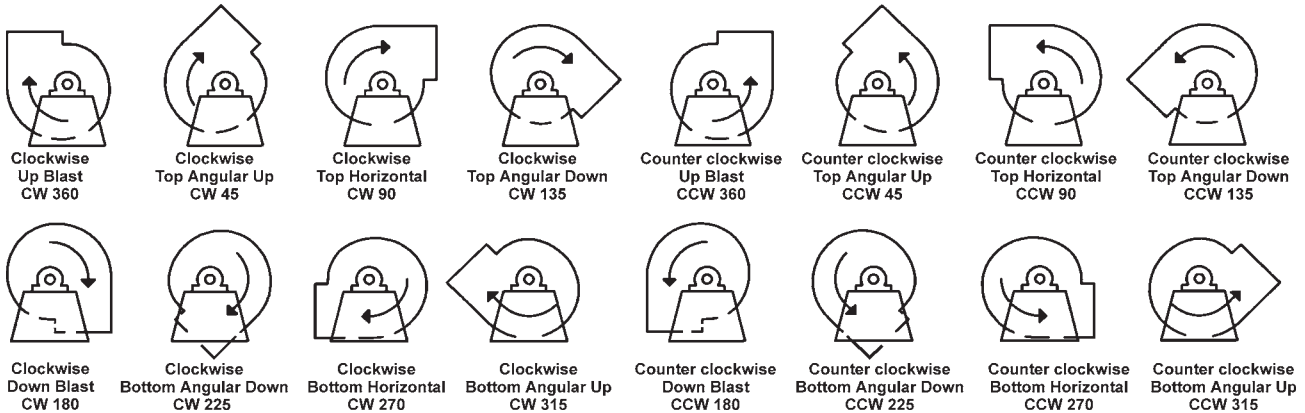 Clockwise
Up Blast
CW 360
Clockwise
Top Angular Up
CW 45
Clockwise
Top Horizontal
CW 90
Clockwise
Top Angular Down
CW 135
Counter clockwise
Up Blast
CCW 360
Counter clockwise
Top Angular Up
CCW 45
Counter clockwise
Top Horizontal
CCW 90
Counter clockwise
Top Angular Down
CCW 135
Clockwise
Down Blast
CW 180
Clockwise
Bottom Angular Down
CW 225
Clockwise
Bottom Horizontal
CW 270
Clockwise
Bottom Angular Up
CW 315
Counter clockwise
Down Blast
CCW 180
Counter clockwise
Bottom Angular Down
CCW 225
Counter clockwise
Bottom Horizontal
CCW 270
Counter clockwise
Bottom Angular Up
CCW 315